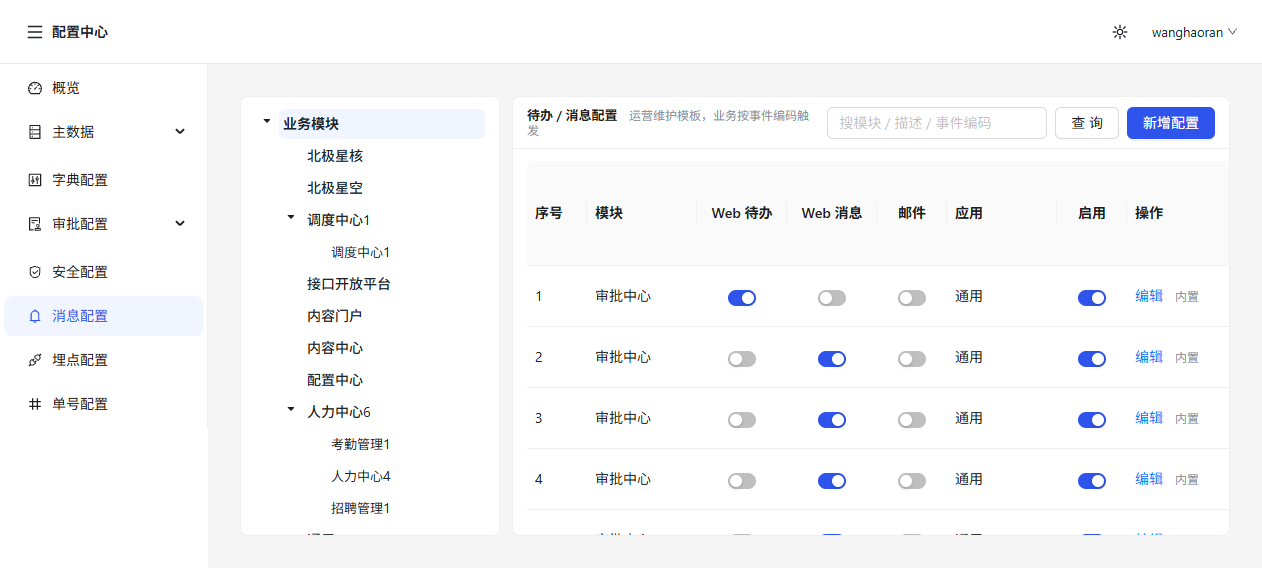 配置中心
wanghaoran
概览
主数据
字典配置
审批配置
安全配置
消息配置
埋点配置
单号配置
业务模块
北极星核
北极星空
调度中心1
调度中心1
接口开放平台
内容门户
内容中心
配置中心
人力中心6
考勤管理1
人力中心4
招聘管理1
待办 / 消息配置 运营维护模板，业务按事件编码触
发
搜模块 / 描述 / 事件编码
查 询
新增配置
序号 模块 Web 待办 Web 消息 邮件 应用 启用 操作
1 审批中心 通用 编辑 内置
2 审批中心 通用 编辑 内置
3 审批中心 通用 编辑 内置
4 审批中心 通用 编辑 内置